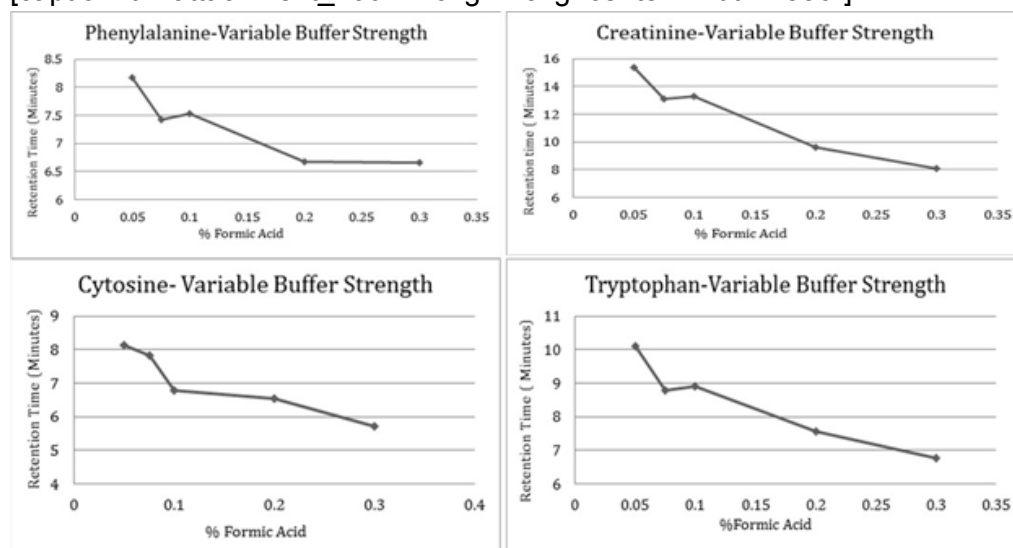 Phenylalanine-Variable Buffer Strength
Retention Time (Minutes)
8.5
8
7.5
7
6.5
6
0 0.05 0.1 0.15 0.2 0.25 0.3 0.35
% Formic Acid
Creatinine-Variable Buffer Strength
Retention time ( Minutes)
16
14
12
10
8
6
0 0.05 0.1 0.15 0.2 0.25 0.3 0.35
% Formic Acid
Cytosine- Variable Buffer Strength
Retention Time (Minutes)
9
8
7
6
5
4
0 0.1 0.2 0.3 0.4
% Formic Acid
Tryptophan-Variable Buffer Strength
Retention Time ( Minutes)
11
10
9
8
7
6
0 0.05 0.1 0.15 0.2 0.25 0.3 0.35
%Formic Acid